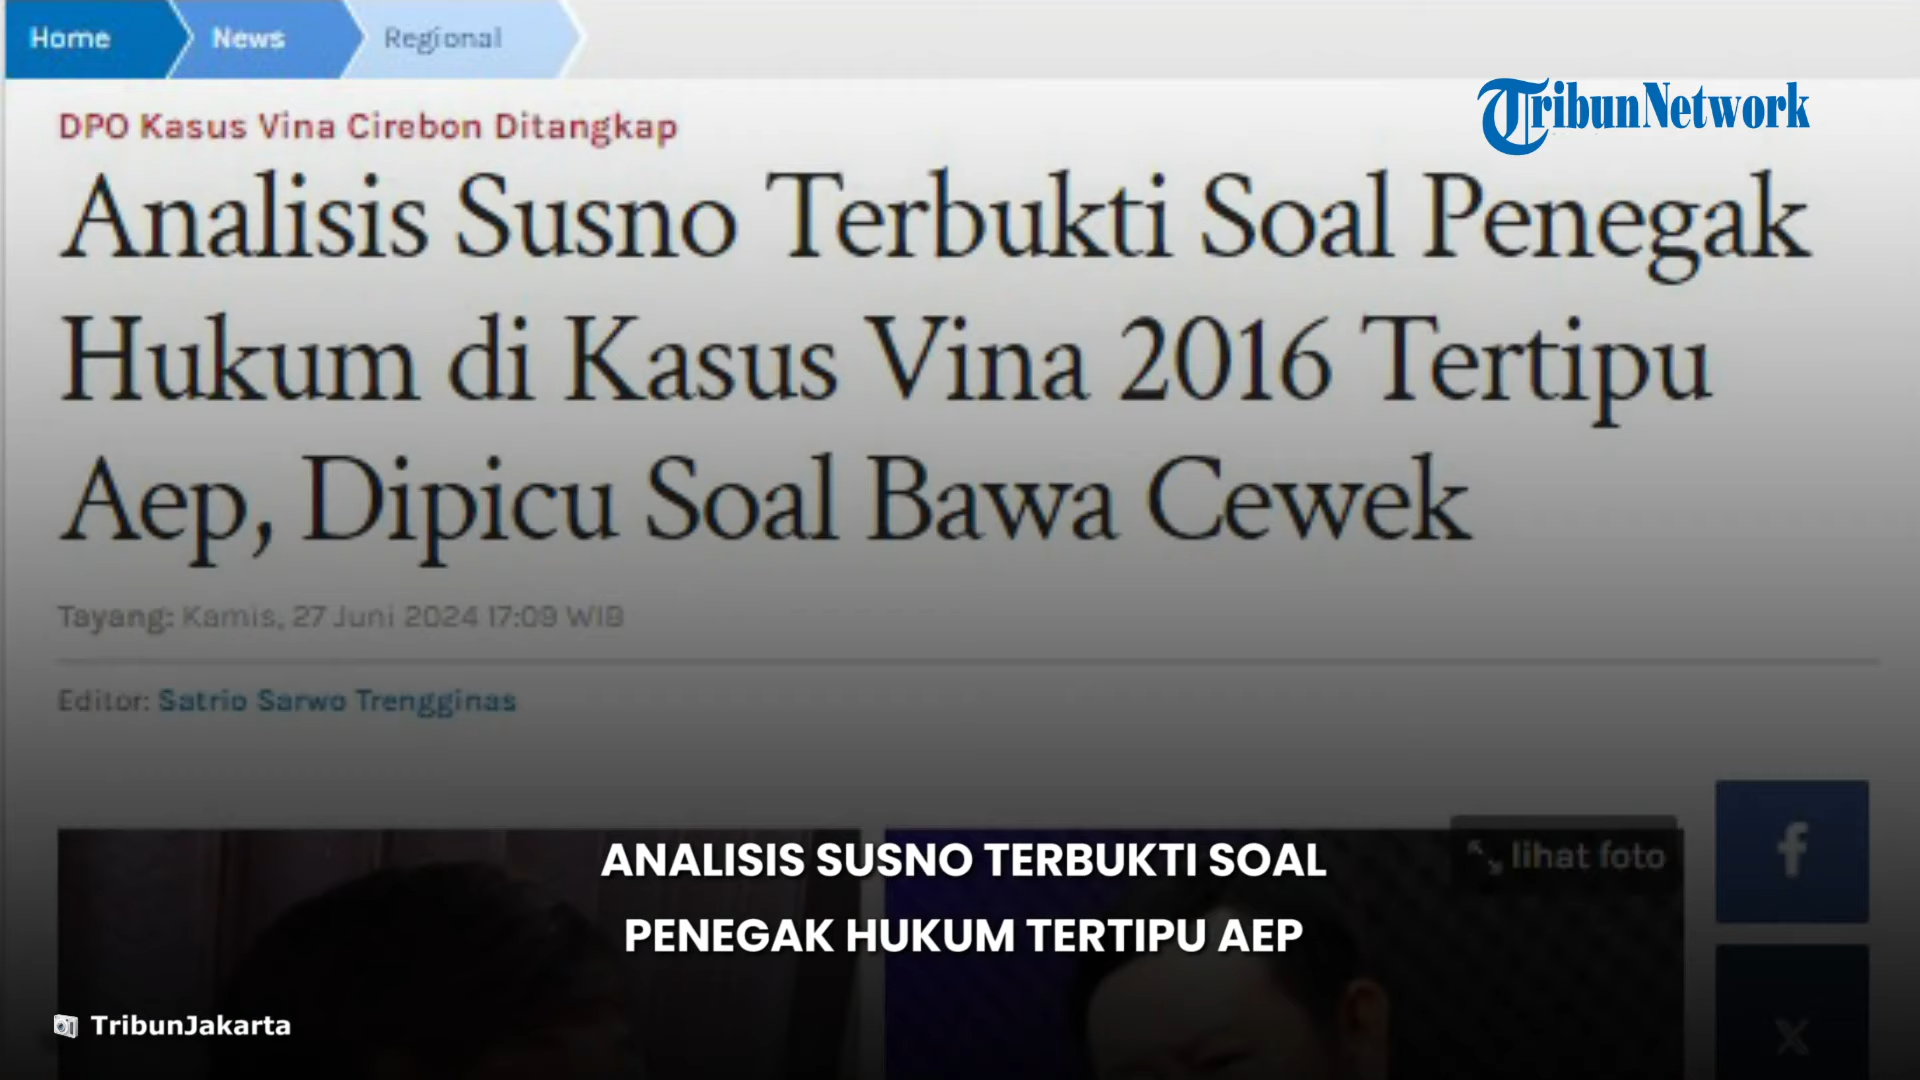 Home News Regional
TribunNetwork
DPO Kasus Vina Cirebon Ditangkap
Analisis Susno Terbukti Soal Penegak
Hukum di Kasus Vina 2016 Tertipu
Aep, Dipicu Soal Bawa Cewek
Tayang: Kamis, 27 Juni 2024 17:09 WIB
Editor: Satrio Sarwo Trengginas
lihat foto
ANALISIS SUSNO TERBUKTI SOAL
PENEGAK HUKUM TERTIPU AEP
TribunJakarta